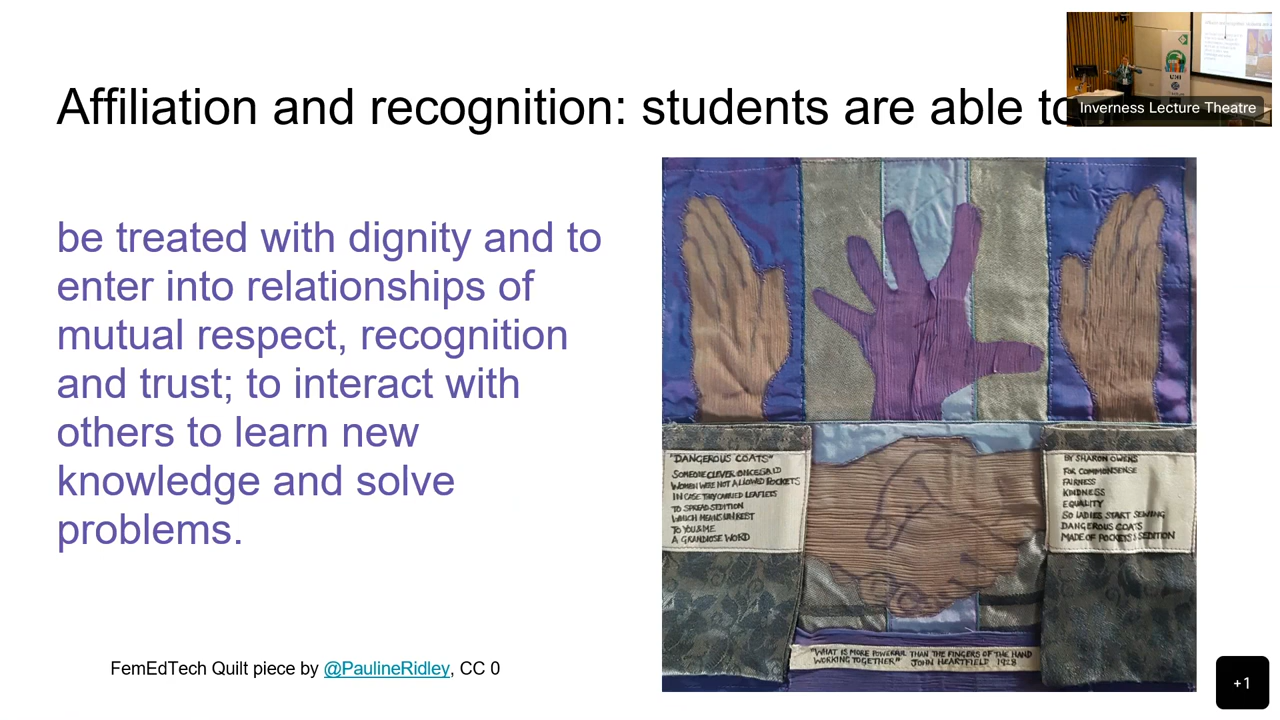 Affiliation and recognition: students are able to
Inverness Lecture Theatre
be treated with dignity and to
enter into relationships of
mutual respect, recognition
and trust; to interact with
others to learn new
knowledge and solve
problems.
"DANGEROUS COATS"
SOMEONE CLEVER ONCE SAID
WOMEN WERE NOT ALLOWED POCKETS
IN CASE THEY CARRIED LEAFLETS
TO SPREAD SEDITION
WHICH MEANS UNREST
TO YOU & ME
A GRANDIOSE WORD
BY SHARON OWENS
FOR COMMONSENSE
FAIRNESS
KINDNESS
EQUALITY
SO LADIES START SEWING
DANGEROUS COATS
MADE OF POCKETS & SEDITION
"WHAT IS MORE POWERFUL THAN THE FINGERS OF THE HAND
WORKING TOGETHER" JOHN HEARTFIELD 1928
FemEdTech Quilt piece by @PaulineRidley, CC 0
+1